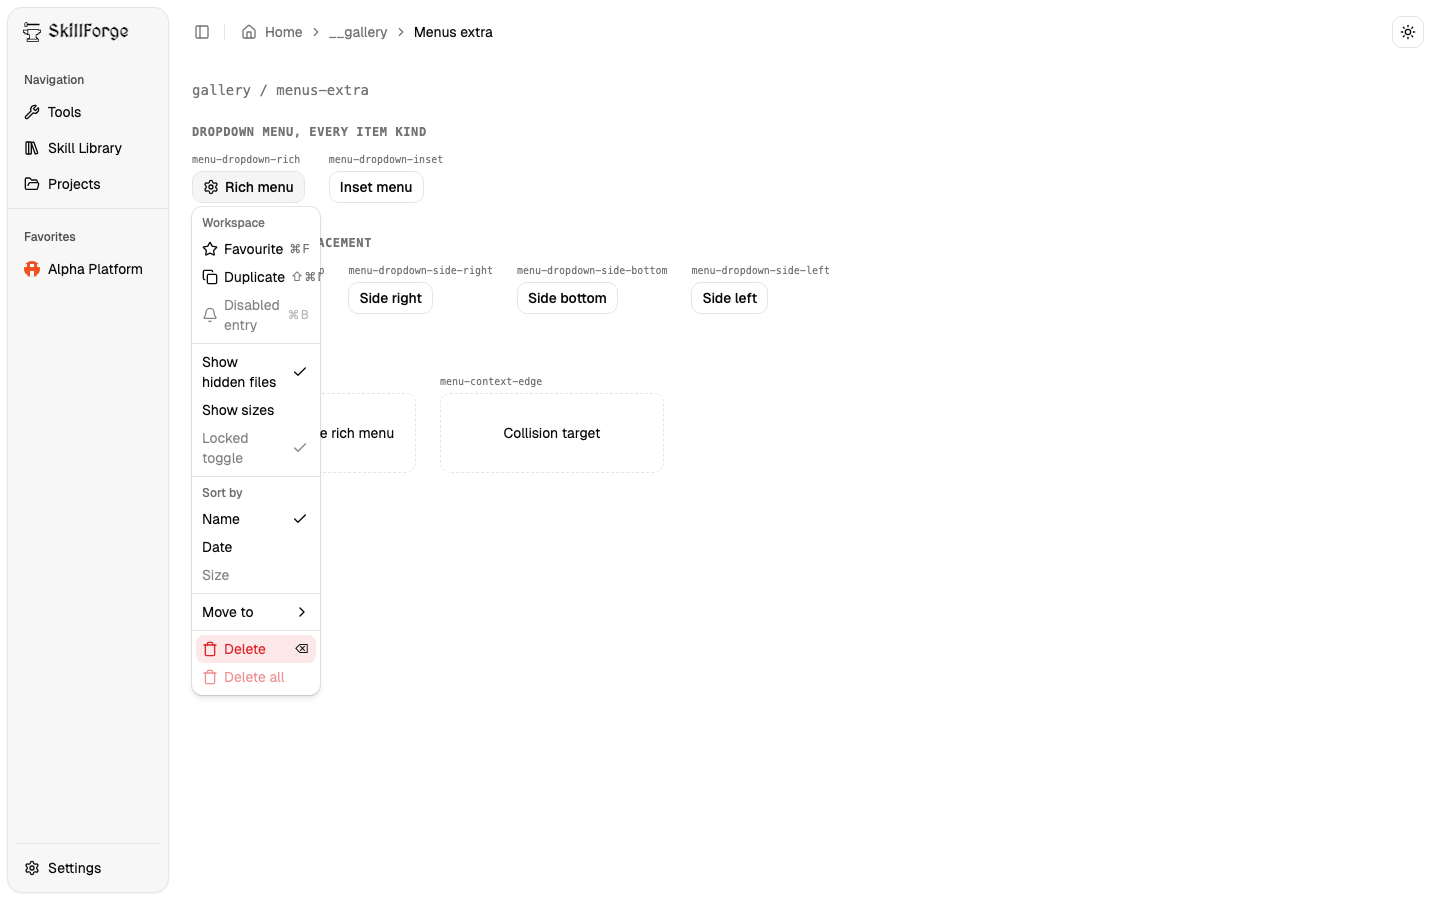 SkillForge
Navigation
Tools
Skill Library
Projects
Favorites
Alpha Platform
Settings
Home
__gallery
Menus extra
gallery / menus-extra
DROPDOWN MENU, EVERY ITEM KIND
menu-dropdown-rich
menu-dropdown-inset
Rich menu
Inset menu
Workspace
Favourite ⌘F
Duplicate ⇧⌘
Disabled
entry ⌘B
Show
hidden files
Show sizes
Locked
toggle
Sort by
Name
Date
Size
Move to
Delete ⌫
Delete all
ACEMENT
menu-dropdown-side-right
menu-dropdown-side-bottom
menu-dropdown-side-left
Side right
Side bottom
Side left
menu-context-edge
e rich menu
Collision target